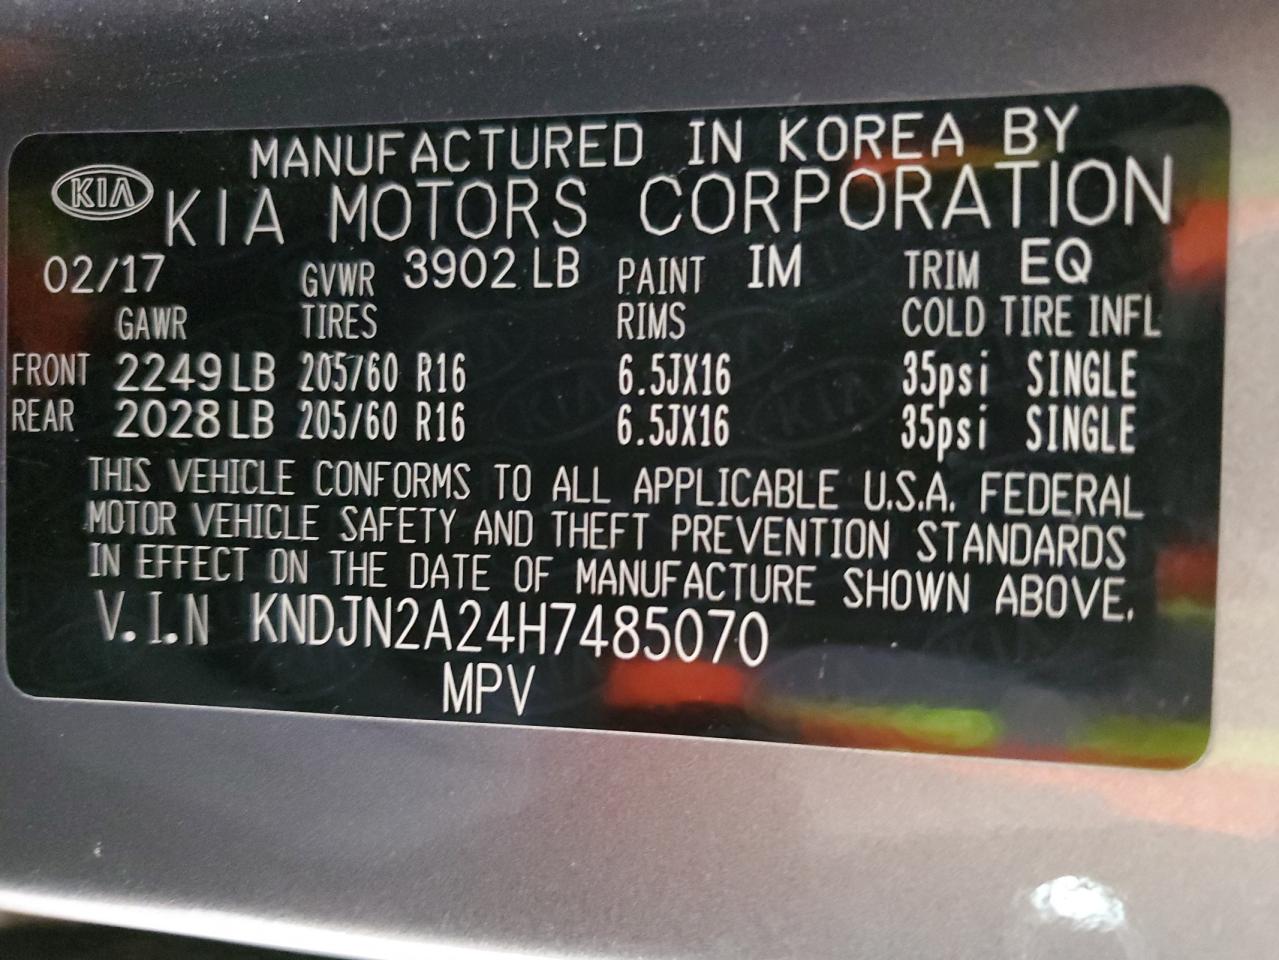 MANUFACTURED IN KOREA BY
KIA KIA MOTORS CORPORATION
02/17 GVWR 3902 LB PAINT IM TRIM EQ
GAWR TIRES RIMS COLD TIRE INFL
FRONT 2249 LB 205/60 R16 6.5JX16 35psi SINGLE
REAR 2028 LB 205/60 R16 6.5JX16 35psi SINGLE
THIS VEHICLE CONFORMS TO ALL APPLICABLE U.S.A. FEDERAL
MOTOR VEHICLE SAFETY AND THEFT PREVENTION STANDARDS
IN EFFECT ON THE DATE OF MANUFACTURE SHOWN ABOVE.
V.I.N KNDJN2A24H7485070
MPV